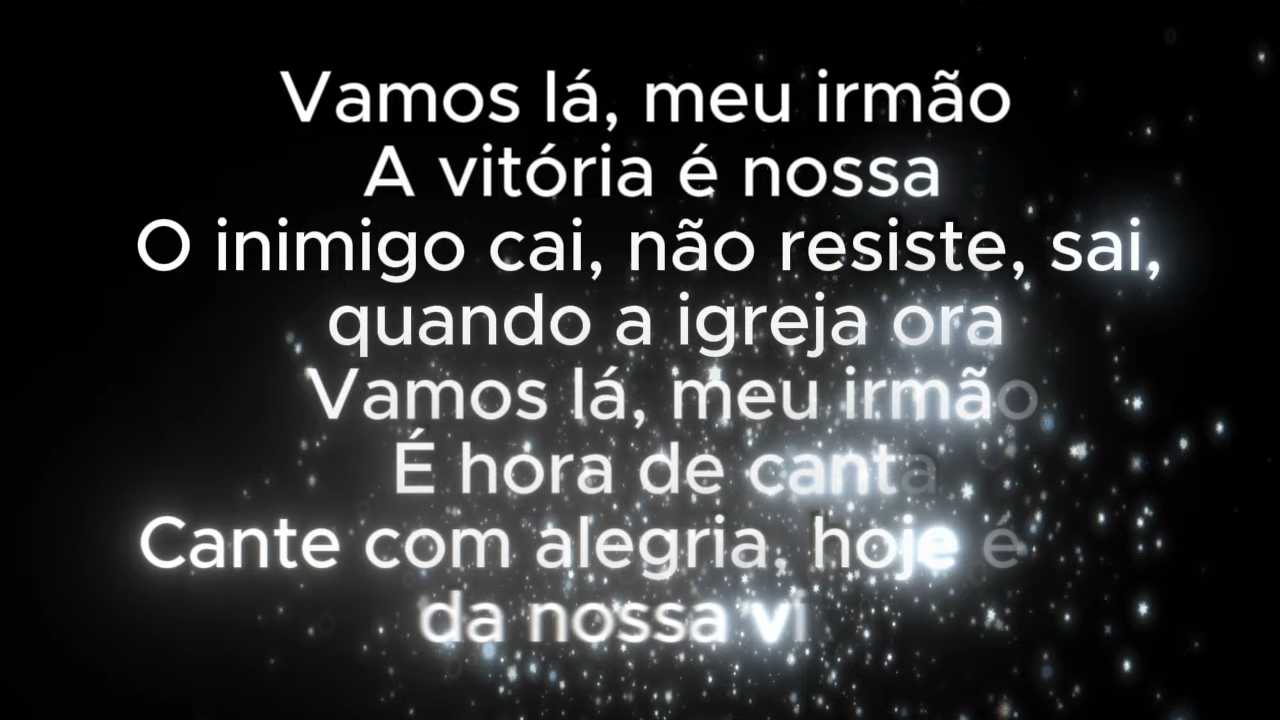 Vamos lá, meu irmão
A vitória é nossa
O inimigo cai, não resiste, sai,
quando a igreja ora
Vamos lá, meu irmão
É hora de canta
Cante com alegria, hoje é
da nossa vi